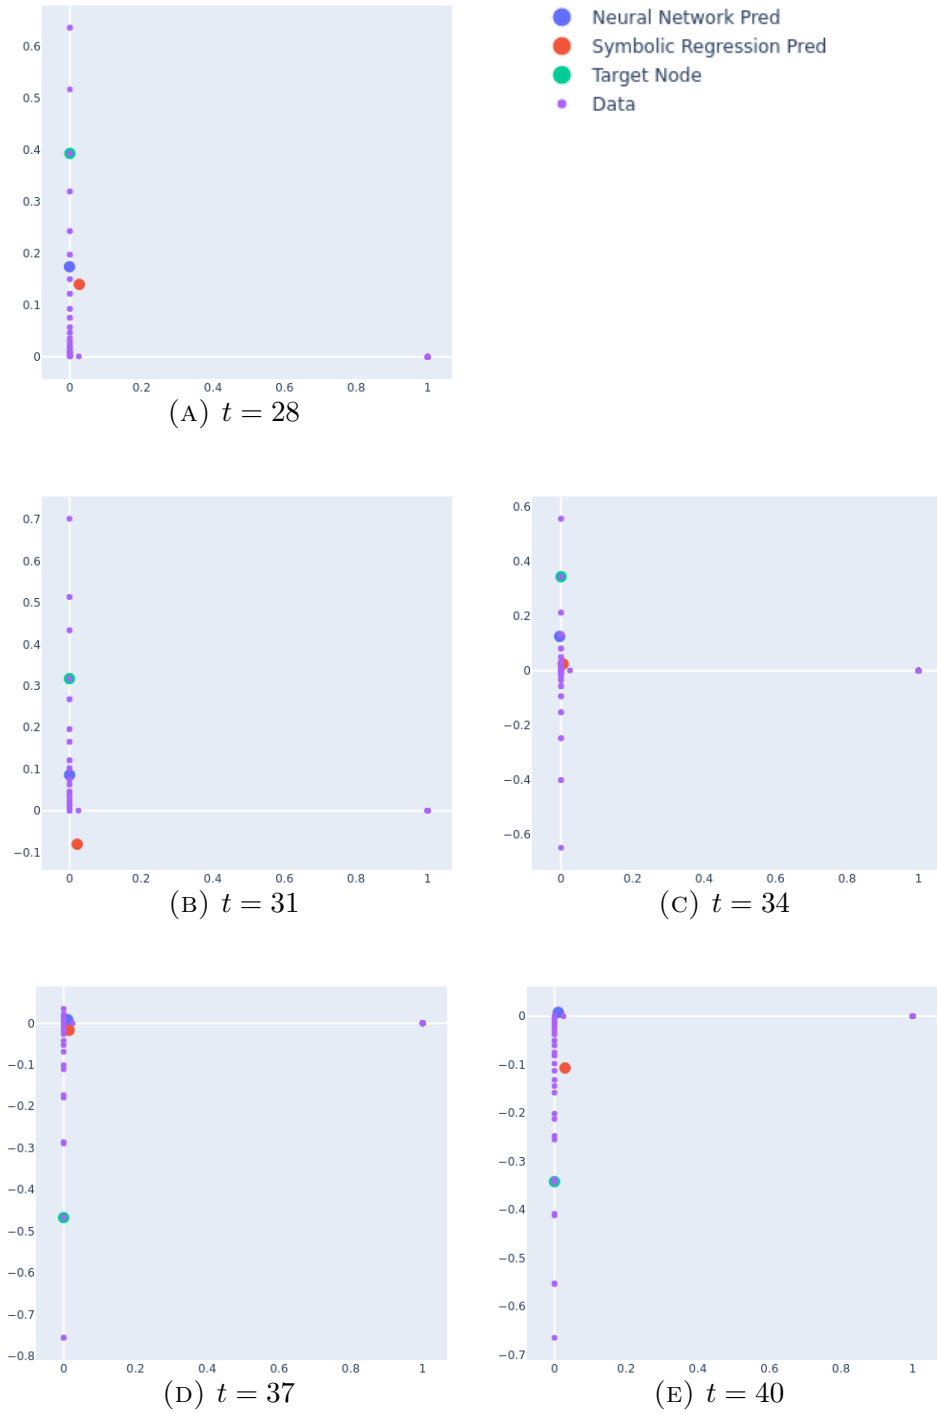 Neural Network Pred
Symbolic Regression Pred
Target Node
Data
0.6
0.5
0.4
0.3
0.2
0.1
0
0 0.2 0.4 0.6 0.8 1
(A) t = 28
0.7
0.6
0.5
0.4
0.3
0.2
0.1
0
−0.1
0 0.2 0.4 0.6 0.8 1
(B) t = 31
0.6
0.4
0.2
0
−0.2
−0.4
−0.6
0 0.2 0.4 0.6 0.8 1
(C) t = 34
0
−0.1
−0.2
−0.3
−0.4
−0.5
−0.6
−0.7
−0.8
0 0.2 0.4 0.6 0.8 1
(D) t = 37
0
−0.1
−0.2
−0.3
−0.4
−0.5
−0.6
−0.7
0 0.2 0.4 0.6 0.8 1
(E) t = 40